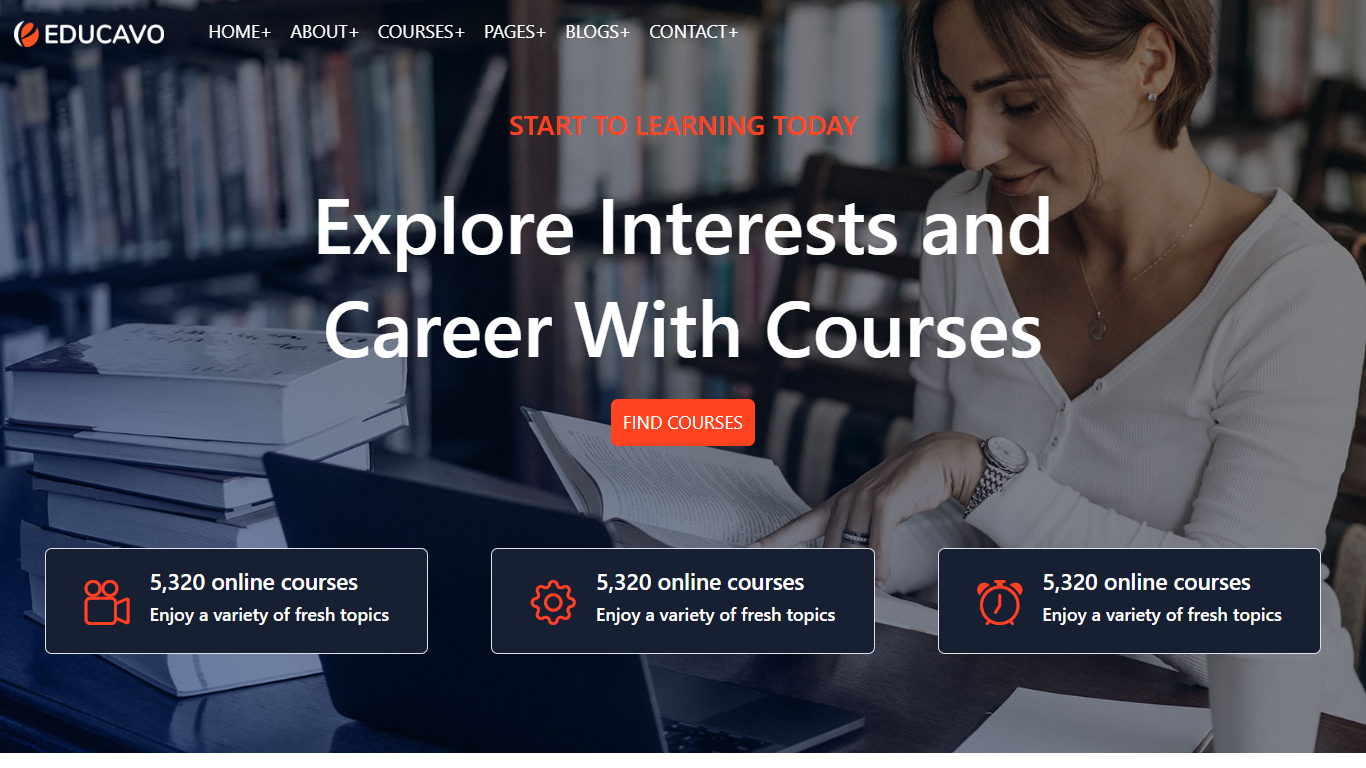 EDUCAVO
HOME+ ABOUT+ COURSES+ PAGES+ BLOGS+ CONTACT+
START TO LEARNING TODAY
Explore Interests and
Career With Courses
FIND COURSES
5,320 online courses
Enjoy a variety of fresh topics
5,320 online courses
Enjoy a variety of fresh topics
5,320 online courses
Enjoy a variety of fresh topics